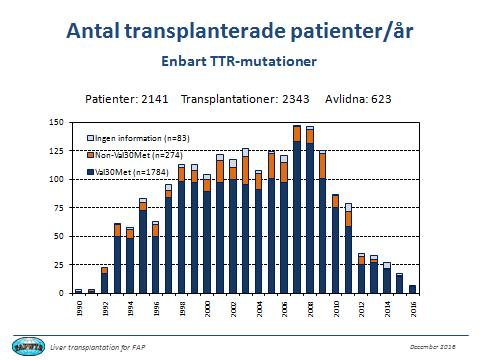 Antal transplanterade patienter/år
Enbart TTR-mutationer
Patienter: 2141 Transplantationer: 2343 Avlidna: 623
150
125
100
75
50
25
0
Ingen information (n=83)
Non-Val30Met (n=274)
Val30Met (n=1784)
1990
1992
1994
1996
1998
2000
2002
2004
2006
2008
2010
2012
2014
2016
FAPWTR
Liver transplantation for FAP
December 2016